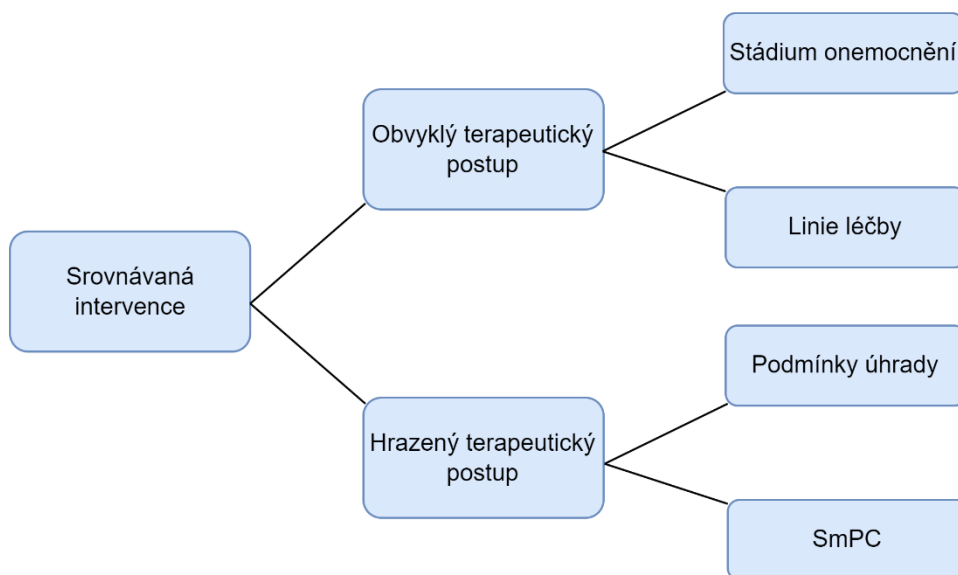 Srovnávaná
intervence
Obvyklý terapeutický
postup
Stádium onemocnění
Linie léčby
Hrazený terapeutický
postup
Podmínky úhrady
SmPC